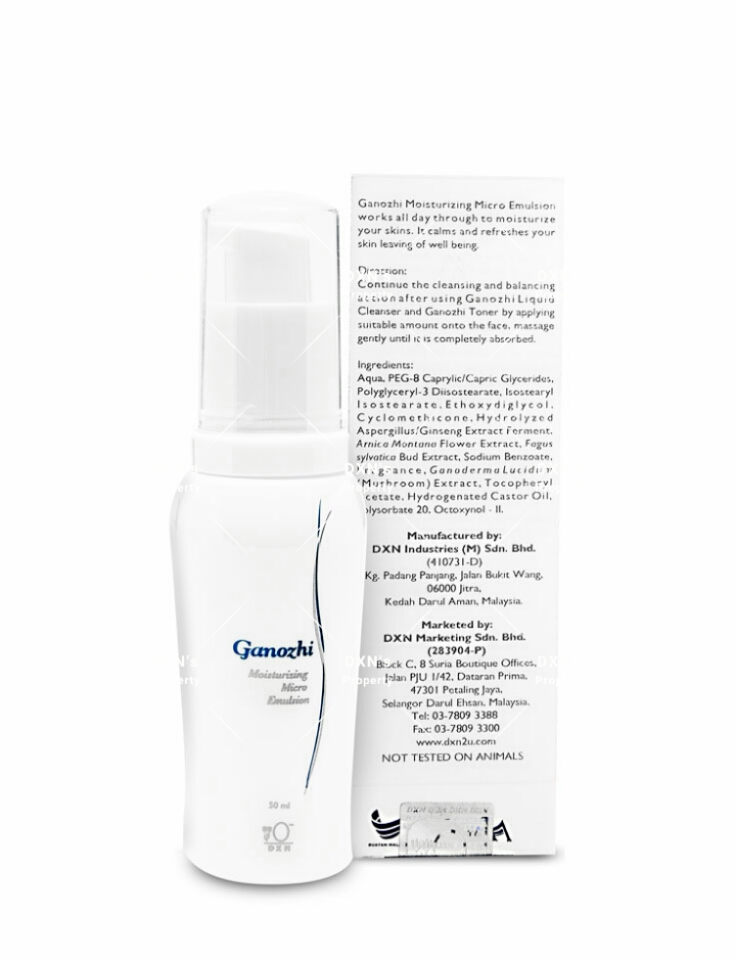 Ganozhi
Moisturizing
Micro
Emulsion
50 ml
DXN
Ganozhi Moisturizing Micro Emulsion
works all day through to moisturize
your skins. It calms and refreshes your
skin leaving of well being.
Direction:
Continue the cleansing and balancing
action after using Ganozhi Liquid
Cleanser and Ganozhi Toner by applying
suitable amount onto the face, massage
gently until it is completely absorbed.
Ingredients:
Aqua, PEG-8 Caprylic/Capric Glycerides,
Polyglyceryl-3 Diisostearate, Isostearyl
Isostearate, Ethoxydiglycol,
Cyclomethicone, Hydrolyzed
Aspergillus/Ginseng Extract Ferment,
Arnica Montana Flower Extract, Fagus
sylvatica Bud Extract, Sodium Benzoate,
Fragrance, Ganoderma Lucidum
(Mushroom) Extract, Tocopheryl
Acetate, Hydrogenated Castor Oil,
Polysorbate 20, Octoxynol - II.
Manufactured by:
DXN Industries (M) Sdn. Bhd.
(410731-D)
Kg. Padang Panjang, Jalan Bukit Wang,
06000 Jitra,
Kedah Darul Aman, Malaysia.
Marketed by:
DXN Marketing Sdn. Bhd.
(283904-P)
Block C, 8 Suria Boutique Offices,
Jalan PJU 1/42, Dataran Prima,
47301 Petaling Jaya,
Selangor Darul Ehsan, Malaysia.
Tel: 03-7809 3388
Fax: 03-7809 3300
www.dxn2u.com
NOT TESTED ON ANIMALS
DXN's
Property